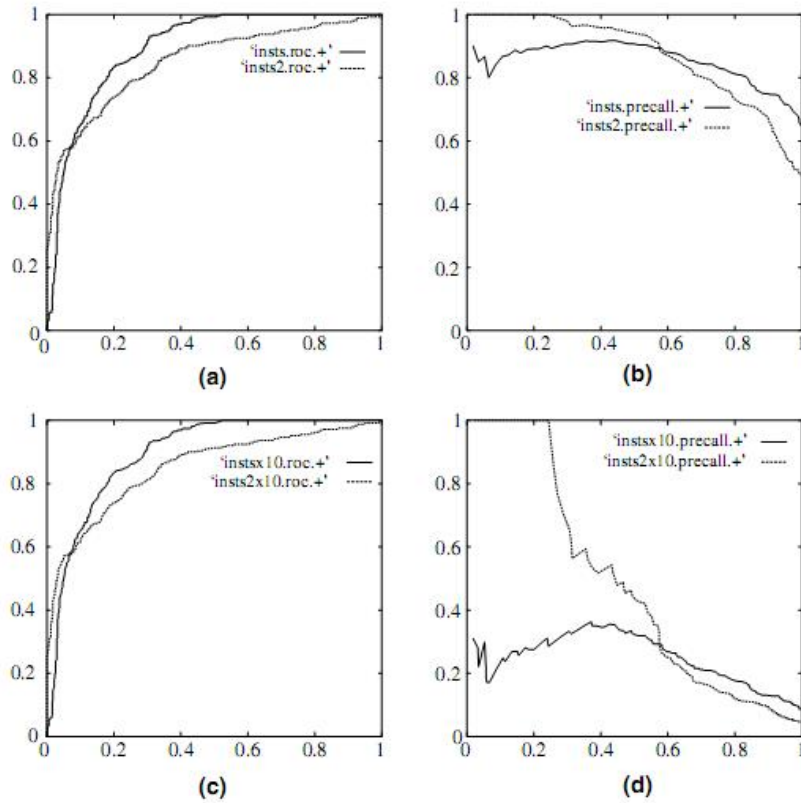 1
0.8
0.6
0.4
0.2
0
0 0.2 0.4 0.6 0.8 1
'insts.roc.+'
'insts2.roc.+'
(a)
1
0.8
0.6
0.4
0.2
0
0 0.2 0.4 0.6 0.8 1
'insts.precall.+'
'insts2.precall.+'
(b)
1
0.8
0.6
0.4
0.2
0
0 0.2 0.4 0.6 0.8 1
'instsx10.roc.+'
'insts2x10.roc.+'
(c)
1
0.8
0.6
0.4
0.2
0
0 0.2 0.4 0.6 0.8 1
'instsx10.precall.+'
'insts2x10.precall.+'
(d)